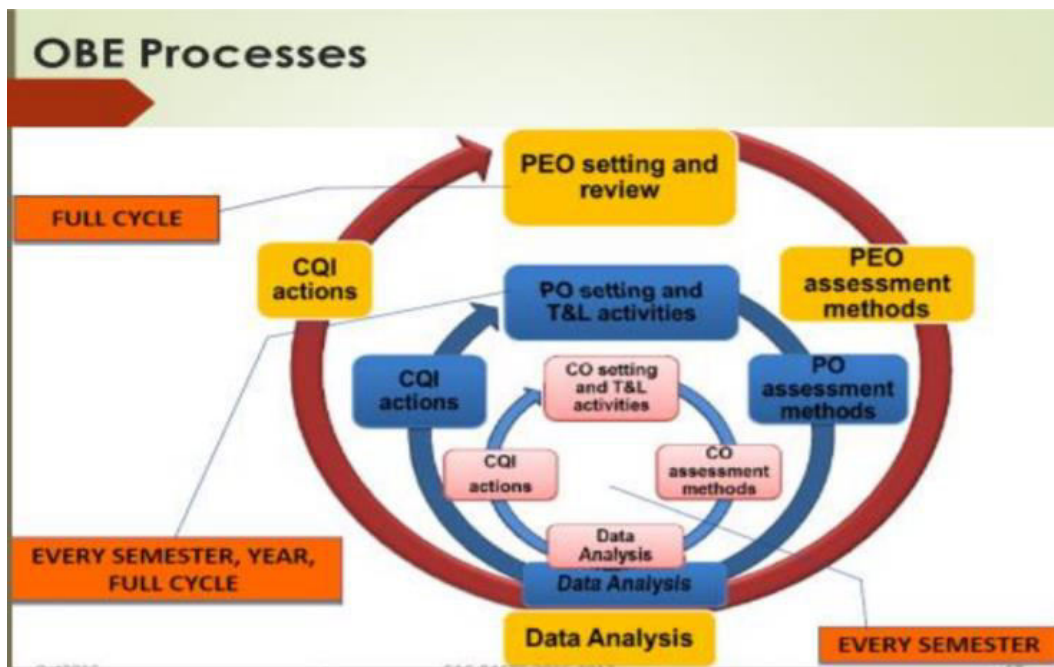 OBE Processes
PEO setting and
review
FULL CYCLE
CQI
actions
PEO
assessment
methods
PO setting and
T&L activities
CQI
actions
PO
assessment
methods
CO setting
and T&L
activities
CQI
actions
CO
assessment
methods
Data
Analysis
EVERY SEMESTER, YEAR,
FULL CYCLE
Data Analysis
Data Analysis
EVERY SEMESTER